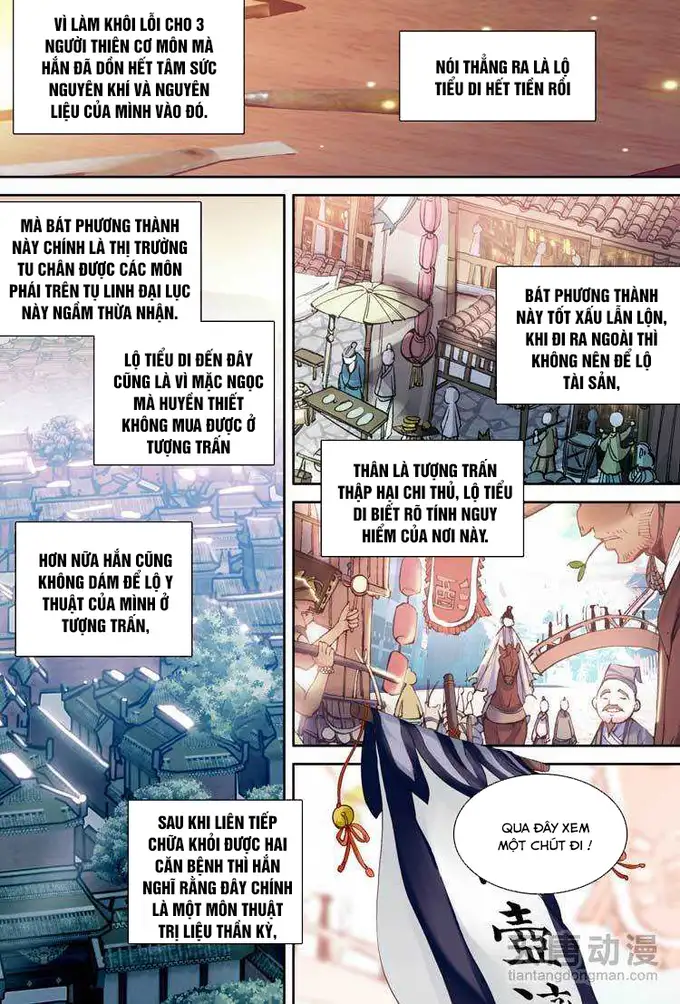 VÌ LÀM KHÔI LỖI CHO 3
NGƯỜI THIÊN CƠ MÔN MÀ
HẮN ĐÃ DỒN HẾT TÂM SỨC
NGUYÊN KHÍ VÀ NGUYÊN
LIỆU CỦA MÌNH VÀO ĐÓ.
NÓI THẲNG RA LÀ LỘ
TIỂU DI HẾT TIỀN RỒI
MÀ BÁT PHƯƠNG THÀNH
NÀY CHÍNH LÀ THỊ TRƯỜNG
TU CHÂN ĐƯỢC CÁC MÔN
PHÁI TRÊN TỤ LINH ĐẠI LỤC
NÀY NGẦM THỪA NHẬN.
LỘ TIỂU DI ĐẾN ĐÂY
CŨNG LÀ VÌ MẶC NGỌC
MÀ HUYỀN THIẾT
KHÔNG MUA ĐƯỢC Ở
TƯỢNG TRẤN
BÁT PHƯƠNG THÀNH
NÀY TỐT XẤU LẪN LỘN,
KHI ĐI RA NGOÀI THÌ
KHÔNG NÊN ĐỂ LỘ
TÀI SẢN,
THÂN LÀ TƯỢNG TRẤN
THẬP HẠI CHI THỦ, LỘ TIỂU
DI BIẾT RÕ TÍNH NGUY
HIỂM CỦA NƠI NÀY.
HƠN NỮA HẮN CŨNG
KHÔNG DÁM ĐỂ LỘ Y
THUẬT CỦA MÌNH Ở
TƯỢNG TRẤN,
酒
SAU KHI LIÊN TIẾP
CHỮA KHỎI ĐƯỢC HAI
CĂN BỆNH THÌ HẮN
NGHĨ RẰNG ĐÂY CHÍNH
LÀ MỘT MÔN THUẬT
TRỊ LIỆU THẦN KỲ,
QUA ĐÂY XEM
MỘT CHÚT ĐI !
壺
动漫
tiantangdongman.com